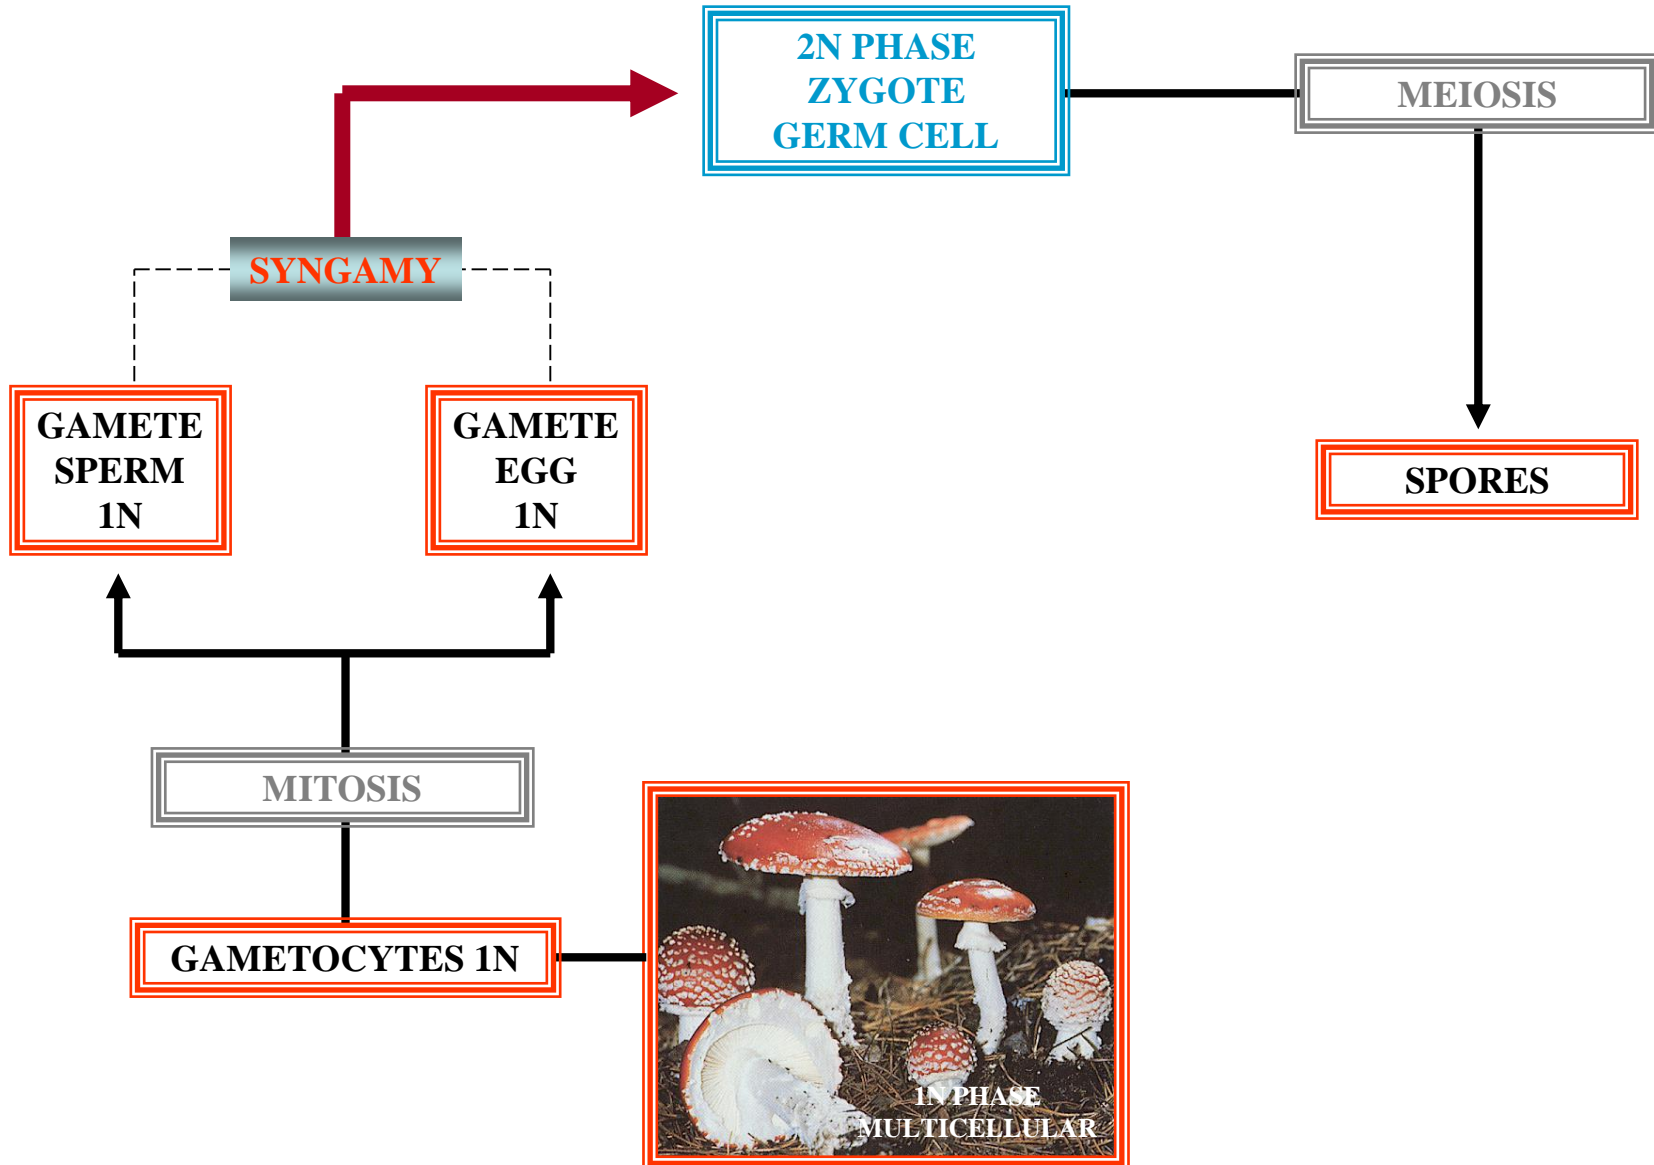 2N PHASE
ZYGOTE
GERM CELL
MEIOSIS
SYNGAMY
GAMETE
SPERM
1N
GAMETE
EGG
1N
SPORES
MITOSIS
GAMETOCYTES 1N
1N PHASE
MULTICELLULAR